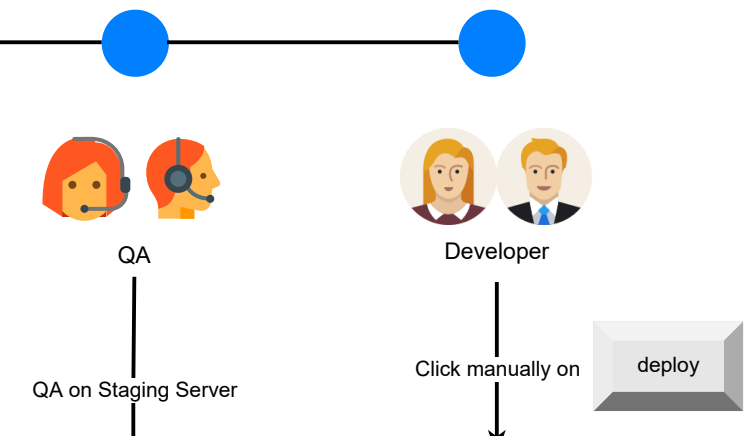 QA
Developer
Click manually on
deploy
QA on Staging Server